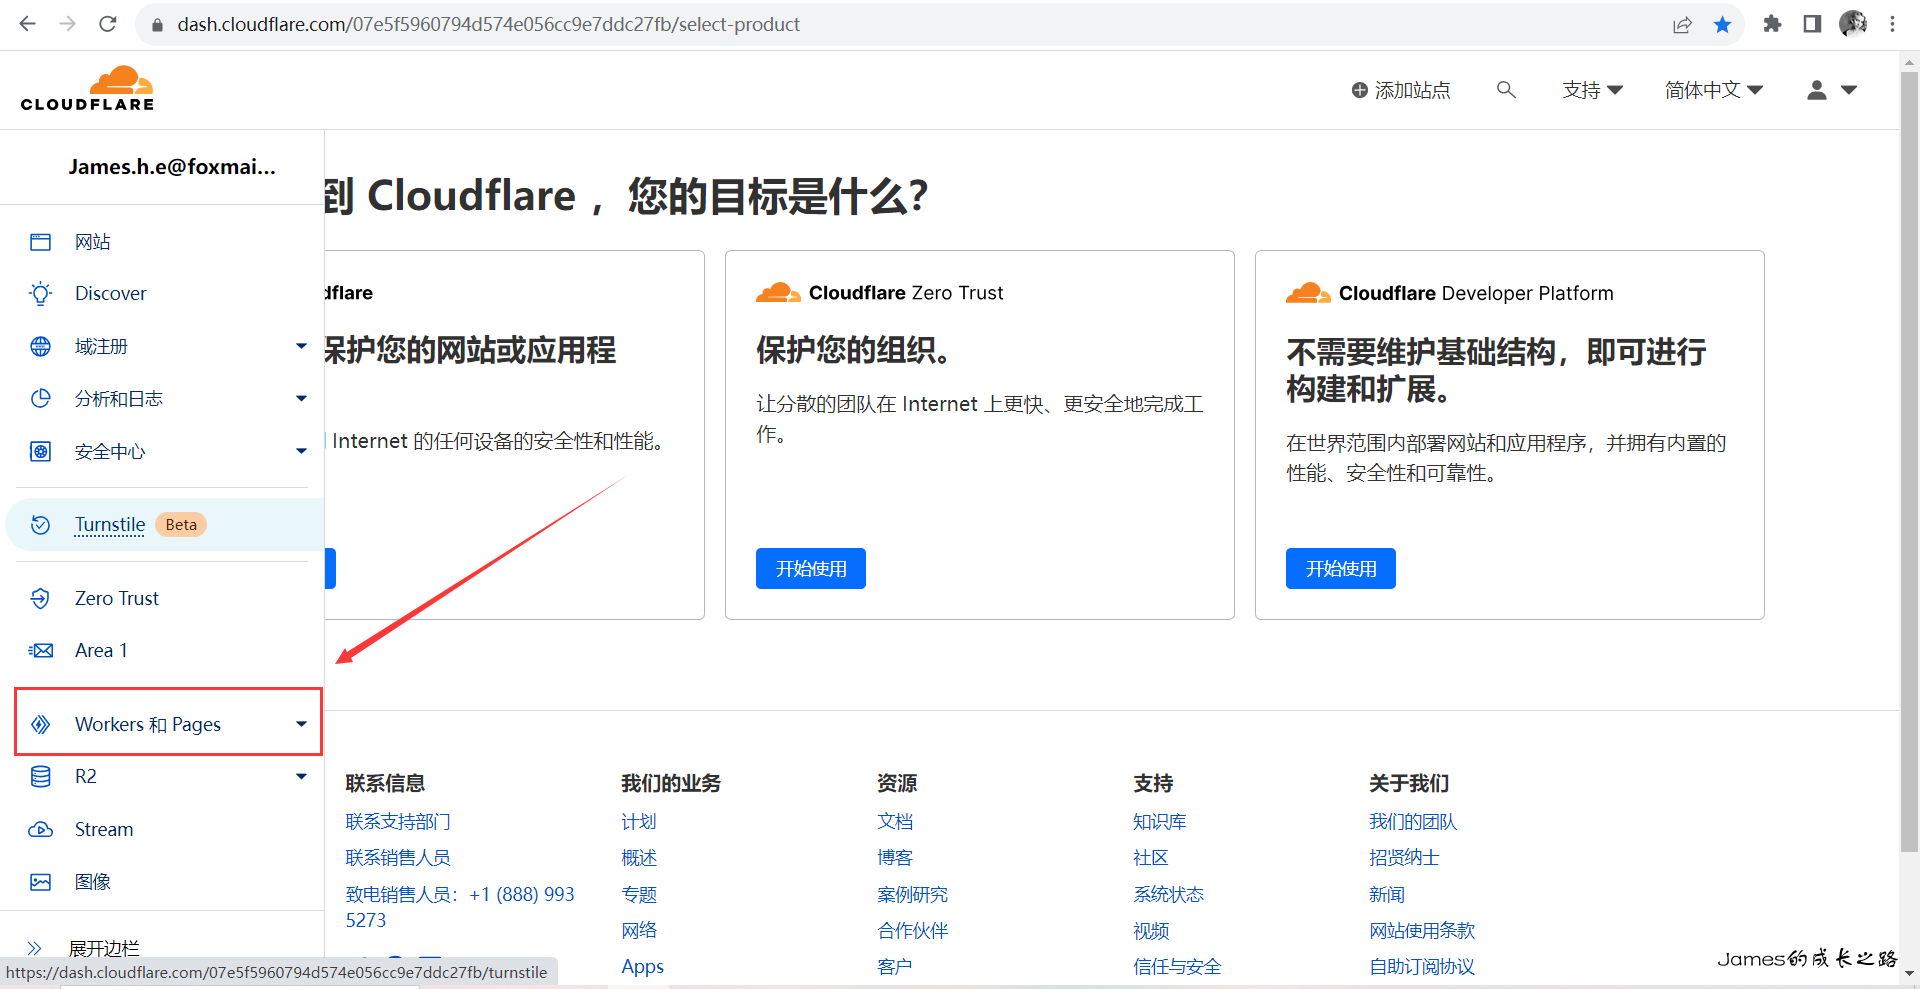 dash.cloudflare.com/07e5f5960794d574e056cc9e7ddc27fb/select-product
CLOUDFLARE
添加站点
支持
简体中文
James.h.e@foxmai...
网站
Discover
域注册
分析和日志
安全中心
Turnstile
Beta
Zero Trust
Area 1
Workers 和 Pages
R2
Stream
图像
展开边栏
到 Cloudflare ，您的目标是什么？
dflare
保护您的网站或应用程
Internet 的任何设备的安全性和性能。
Cloudflare Zero Trust
保护您的组织。
让分散的团队在 Internet 上更快、更安全地完成工
作。
开始使用
Cloudflare Developer Platform
不需要维护基础结构，即可进行
构建和扩展。
在世界范围内部署网站和应用程序，并拥有内置的
性能、安全性和可靠性。
开始使用
联系信息
联系支持部门
联系销售人员
致电销售人员：+1 (888) 993
5273
我们的业务
计划
概述
专题
网络
Apps
资源
文档
博客
案例研究
合作伙伴
客户
支持
知识库
社区
系统状态
视频
信任与安全
关于我们
我们的团队
招贤纳士
新闻
网站使用条款
自助订阅协议
https://dash.cloudflare.com/07e5f5960794d574e056cc9e7ddc27fb/turnstile
James的成长之路